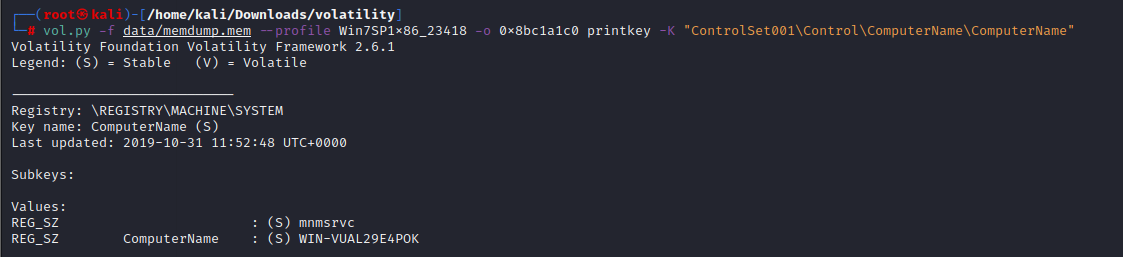 ┌──(root㉿kali)-[/home/kali/Downloads/volatility]
└─# vol.py -f data/memdump.mem --profile Win7SP1×86_23418 -o 0×8bc1a1c0 printkey -K "ControlSet001\Control\ComputerName\ComputerName"
Volatility Foundation Volatility Framework 2.6.1
Legend: (S) = Stable   (V) = Volatile

----------------------------
Registry: \REGISTRY\MACHINE\SYSTEM
Key name: ComputerName (S)
Last updated: 2019-10-31 11:52:48 UTC+0000

Subkeys:

Values:
REG_SZ                        : (S) mnmsrvc
REG_SZ        ComputerName    : (S) WIN-VUAL29E4POK